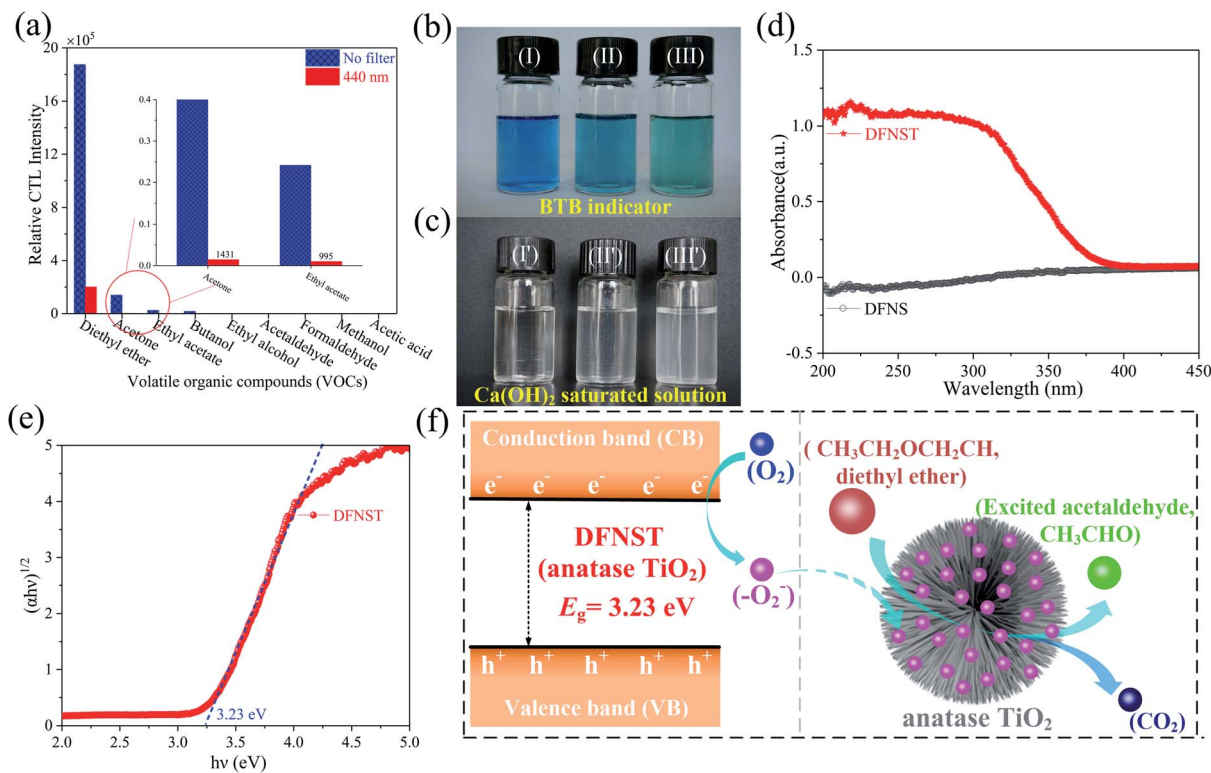 (a)
20
16
12
8
4
0
×10⁵
Relative CTL Intensity
No filter
440 nm
0.4
0.3
0.2
0.1
0.0
1431
995
Acetone
Ethyl acetate
Diethyl ether
Acetone
Ethyl acetate
Butanol
Ethyl alcohol
Acetaldehyde
Fomaldehyde
Methanol
Acetic acid
Volatile organic compounds (VOCs)
(b)
(I)
(II)
(III)
BTB indicator
(c)
(I')
(II')
(III')
Ca(OH)₂ saturated solution
(d)
1.5
1.0
0.5
0.0
-0.5
Absorbance(a.u.)
DFNST
DFNS
200
250
300
350
400
450
Wavelength (nm)
(e)
5
4
3
2
1
0
(αhν)^1/2
DFNST
3.23 eV
2.0
2.5
3.0
3.5
4.0
4.5
5.0
hν (eV)
(f)
Conduction band (CB)
e⁻ e⁻ e⁻ e⁻ e⁻
DFNST
(anatase TiO₂)
Eg= 3.23 eV
h⁺ h⁺ h⁺ h⁺ h⁺
Valence band (VB)
(O₂)
(-O₂⁻)
( CH₃CH₂OCH₂CH,
diethyl ether)
(Excited acetaldehyde,
CH₃CHO)
anatase TiO₂
(CO₂)